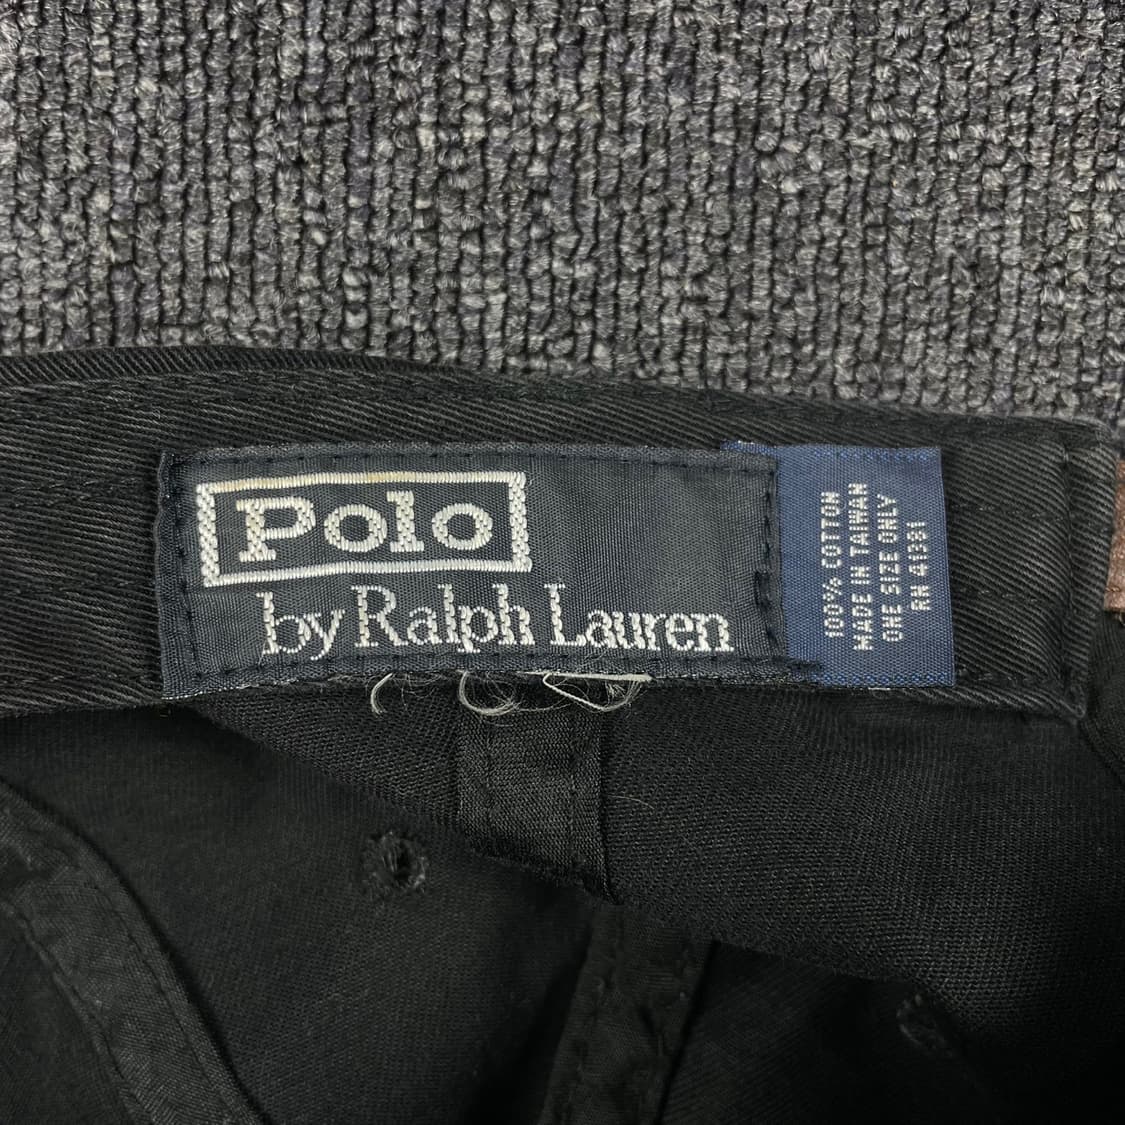 Polo
by Ralph Lauren
100% COTTON
MADE IN TAIWAN
ONE SIZE ONLY
RN 41381